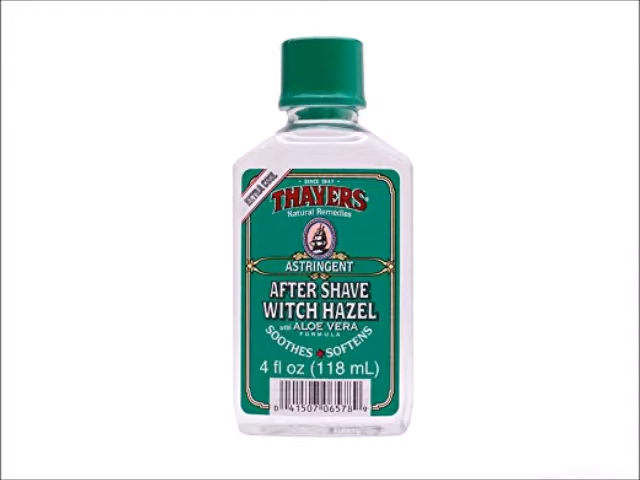 EXTRA COOL
• SINCE 1847 •
THAYERS®
Natural Remedies
ASTRINGENT
AFTER SHAVE
WITCH HAZEL
with ALOE VERA
FORMULA
SOOTHES SOFTENS
4 fl oz (118 mL)
0 41507 06578 9